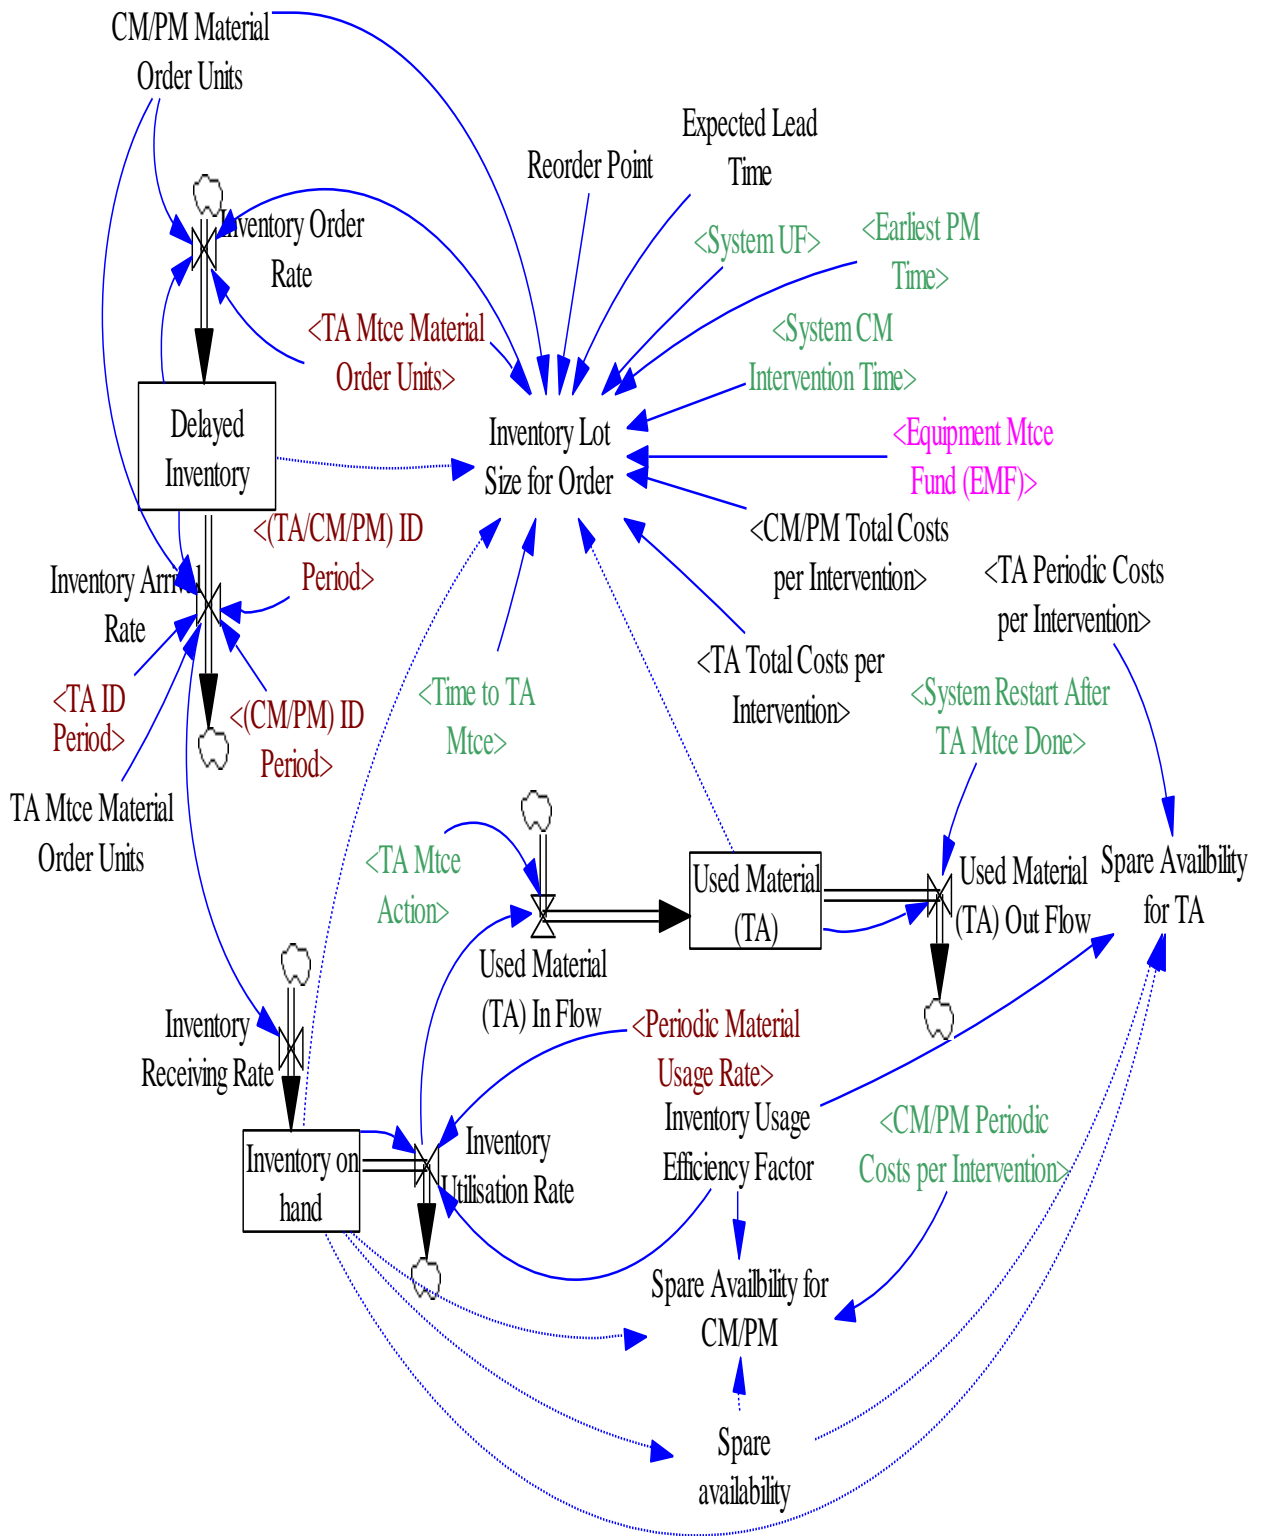 CM/PM Material
Order Units
Expected Lead
Time
Reorder Point
Inventory Order
Rate
<System UF>
<Earliest PM
Time>
<TA Mtce Material
Order Units>
<System CM
Intervention Time>
Delayed
Inventory
Inventory Lot
Size for Order
<Equipment Mtce
Fund (EMF)>
<(TA/CM/PM) ID
Period>
<CM/PM Total Costs
per Intervention>
<TA Periodic Costs
per Intervention>
Inventory Arrival
Rate
<TA ID
Period>
<(CM/PM) ID
Period>
<Time to TA
Mtce>
<TA Total Costs per
Intervention>
<System Restart After
TA Mtce Done>
TA Mtce Material
Order Units
<TA Mtce
Action>
Used Material
(TA)
Used Material
(TA) Out Flow
Spare Availbility
for TA
Used Material
(TA) In Flow
Inventory
Receiving Rate
<Periodic Material
Usage Rate>
Inventory Usage
Efficiency Factor
<CM/PM Periodic
Costs per Intervention>
Inventory on
hand
Inventory
Utilisation Rate
Spare Availbility for
CM/PM
Spare
availability